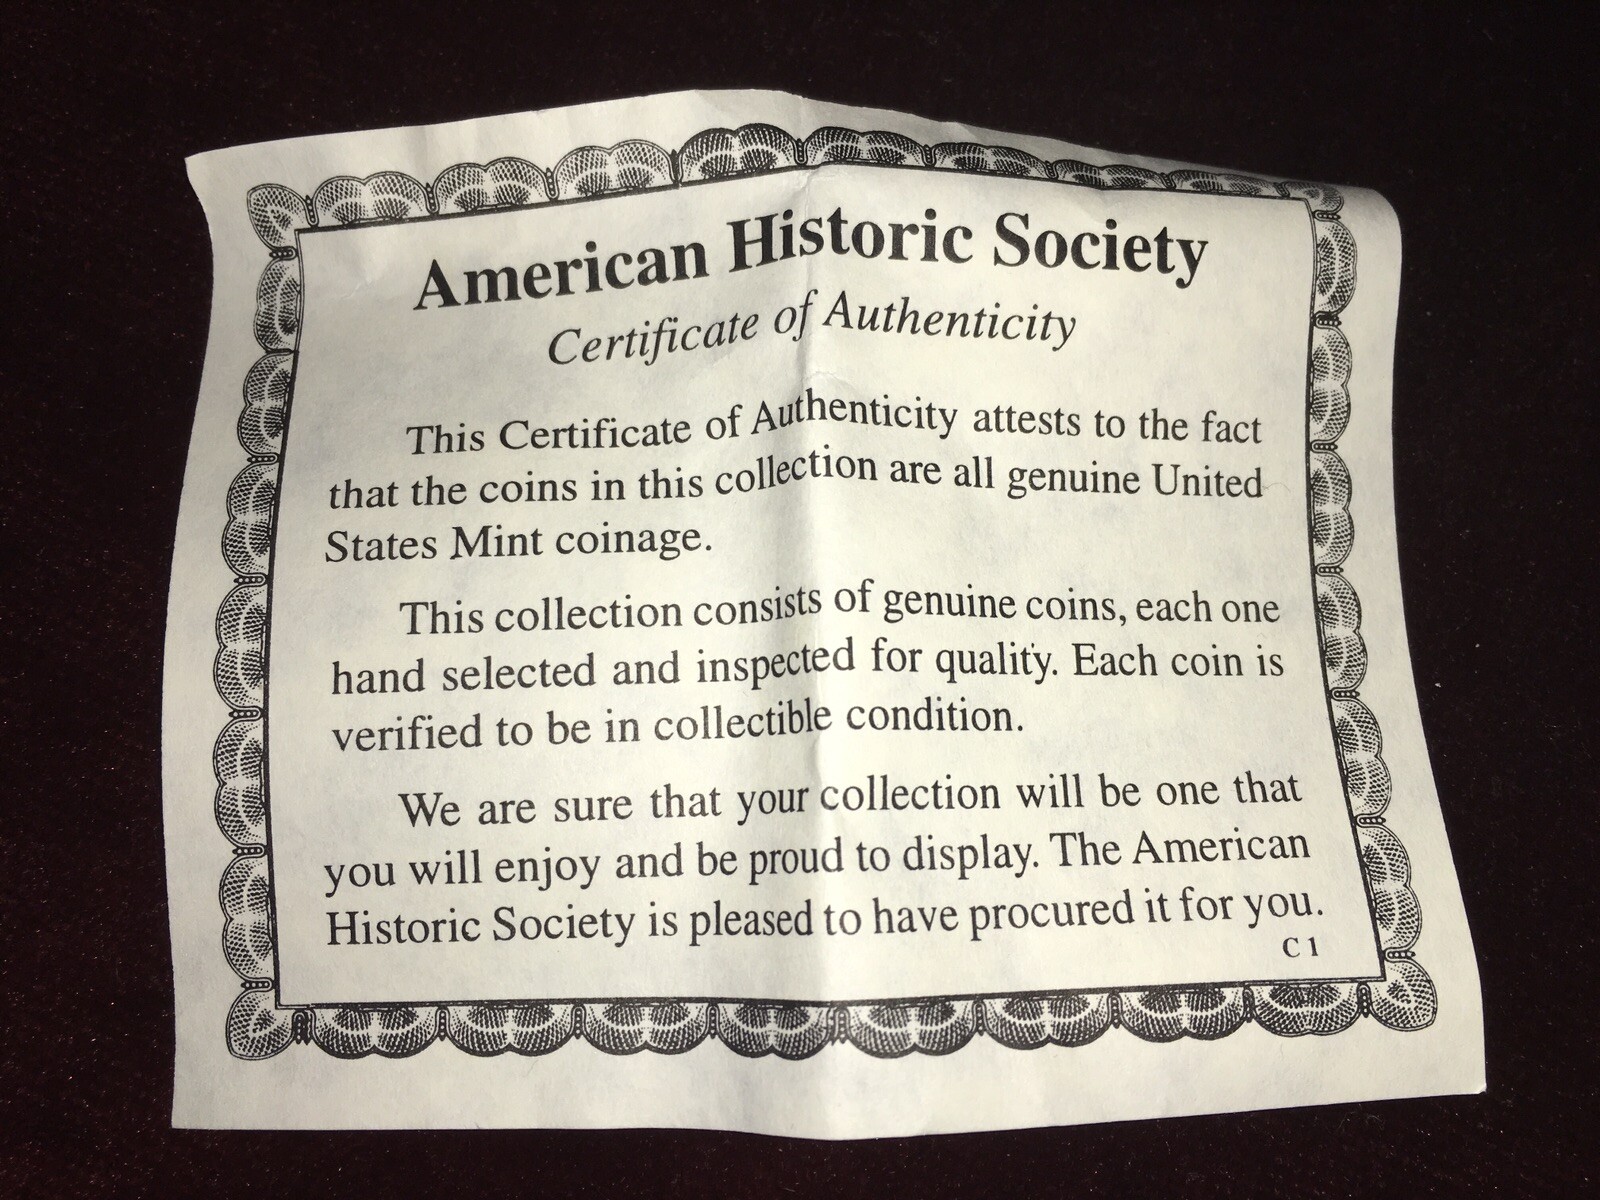 American Historic Society
Certificate of Authenticity
This Certificate of Authenticity attests to the fact
that the coins in this collection are all genuine United
States Mint coinage.
This collection consists of genuine coins, each one
hand selected and inspected for quality. Each coin is
verified to be in collectible condition.
We are sure that your collection will be one that
you will enjoy and be proud to display. The American
Historic Society is pleased to have procured it for you.
C 1